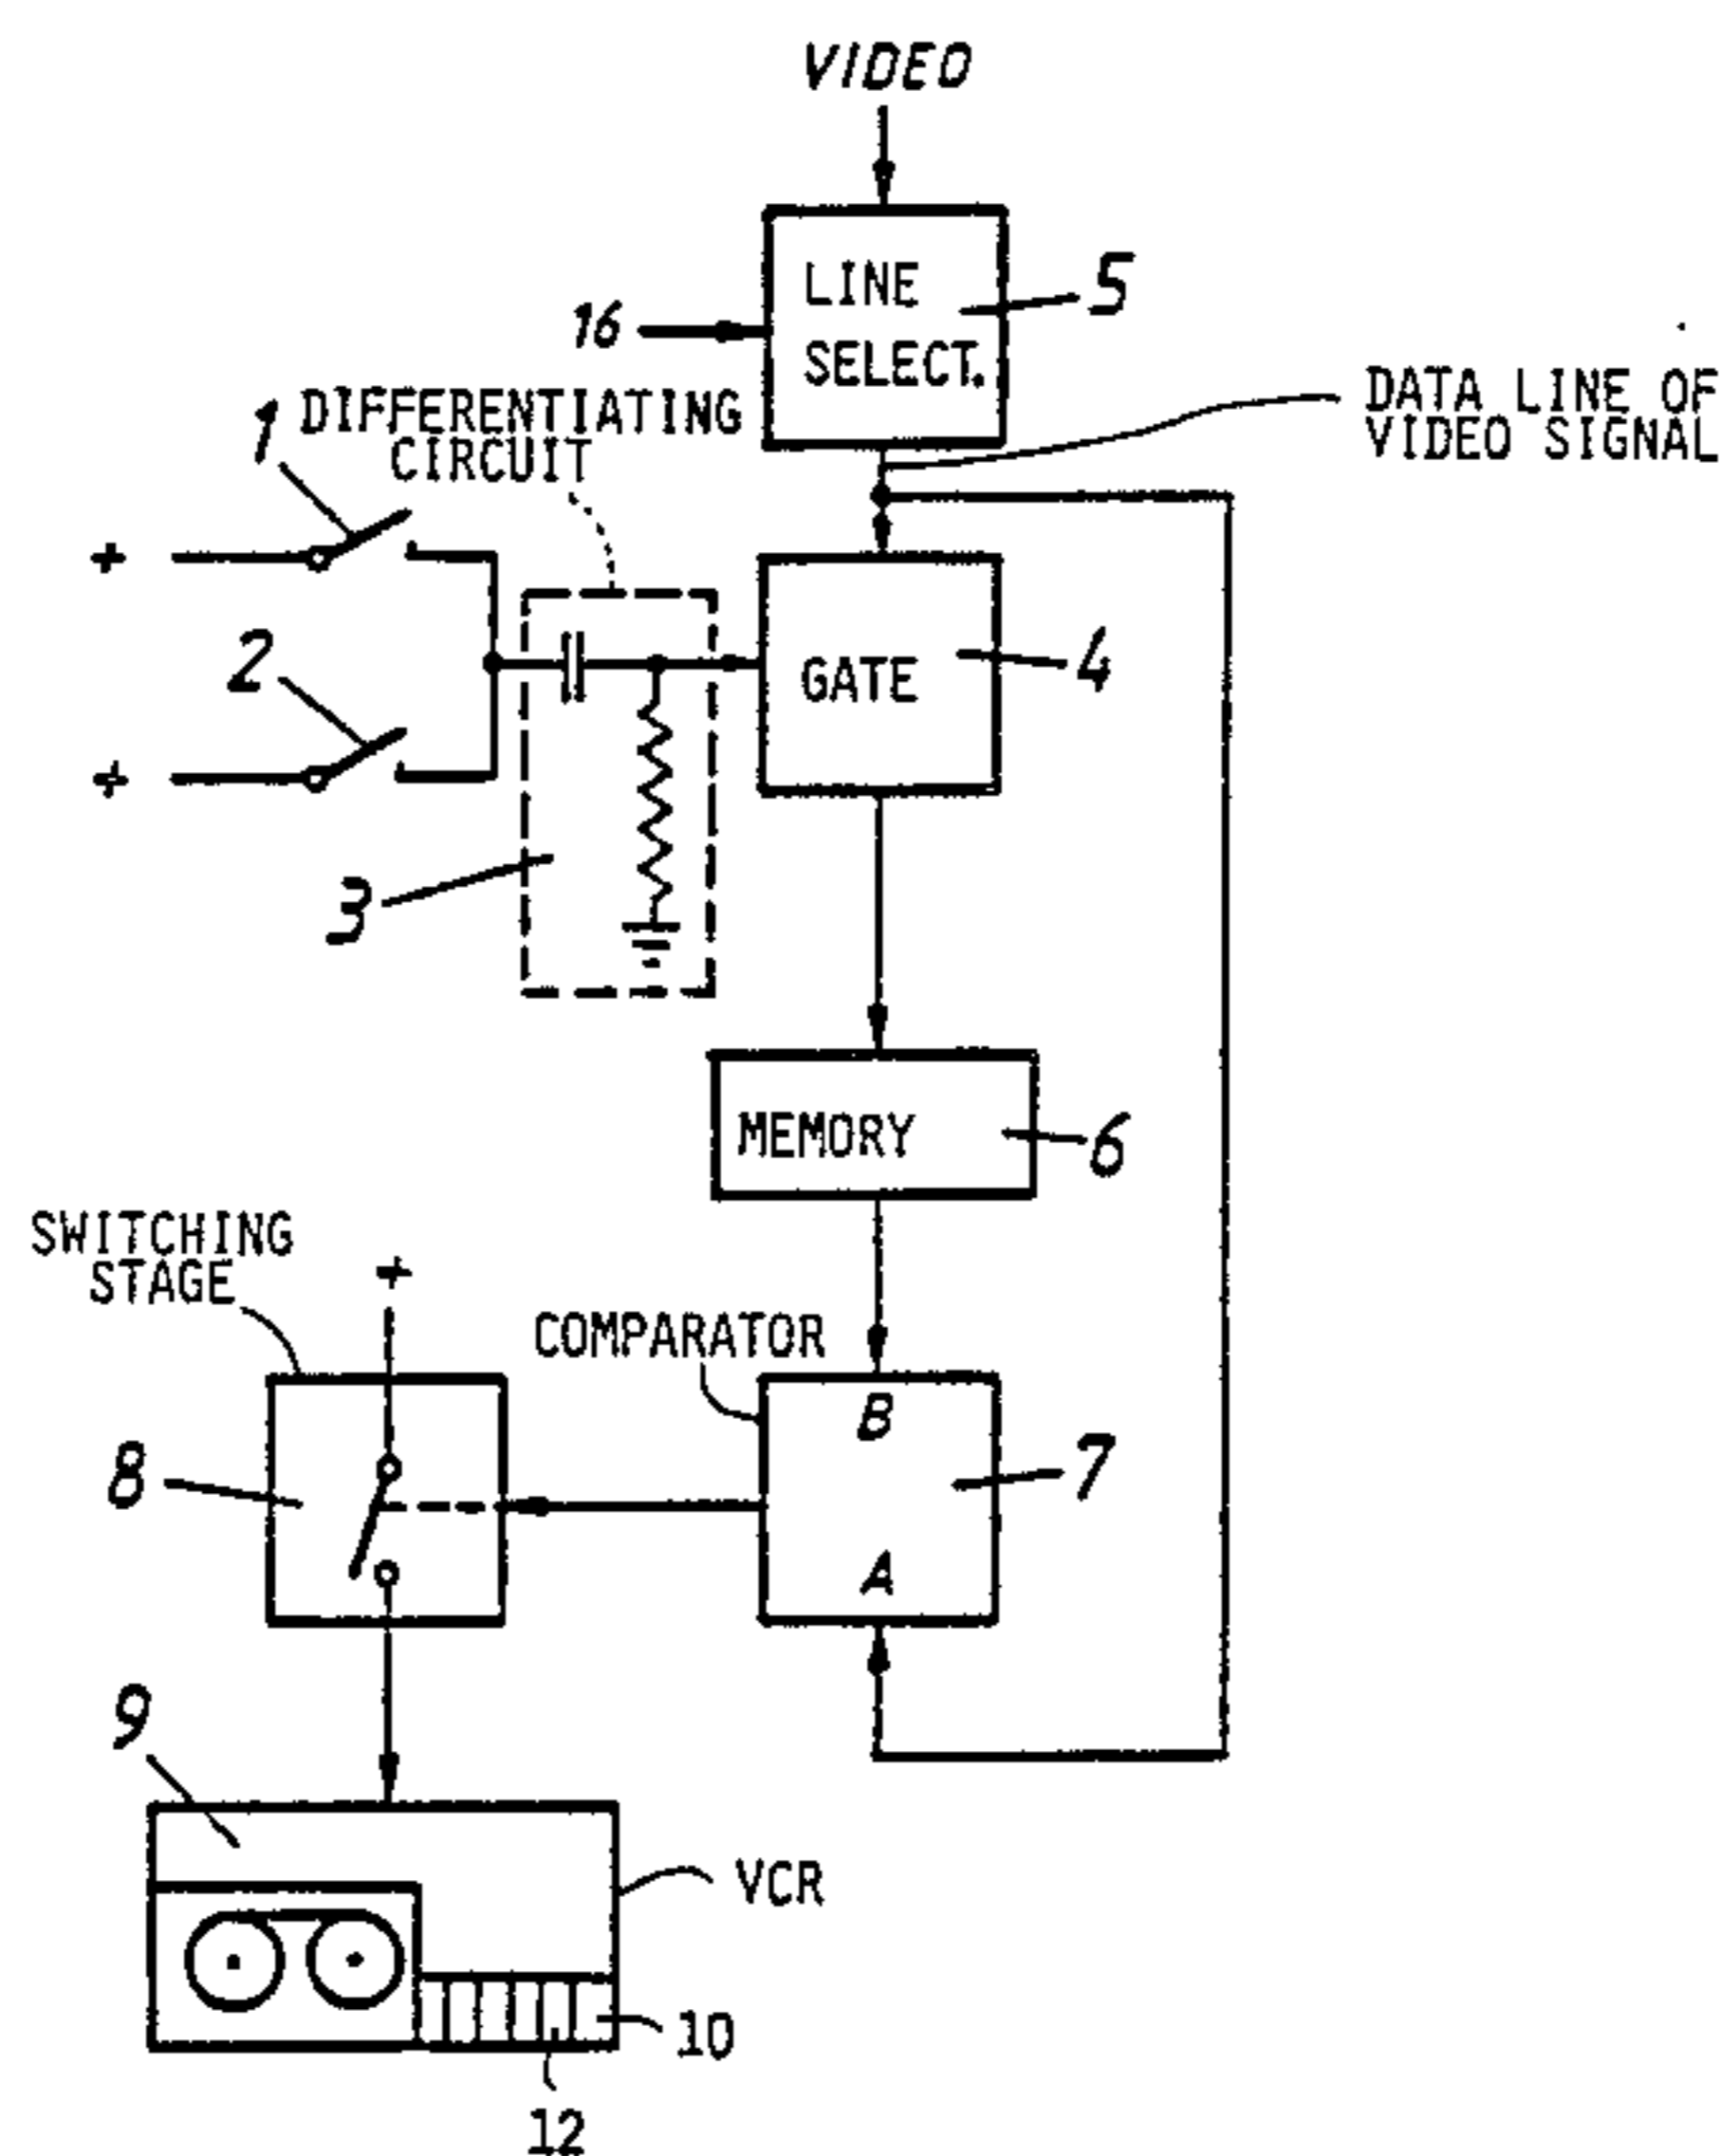 VIDEO
LINE
SELECT.
5
16
DATA LINE OF
VIDEO SIGNAL
1
DIFFERENTIATING
CIRCUIT
+
2
GATE
4
+
3
MEMORY
6
SWITCHING
STAGE
+
COMPARATOR
B
8
7
A
9
VCR
10
12